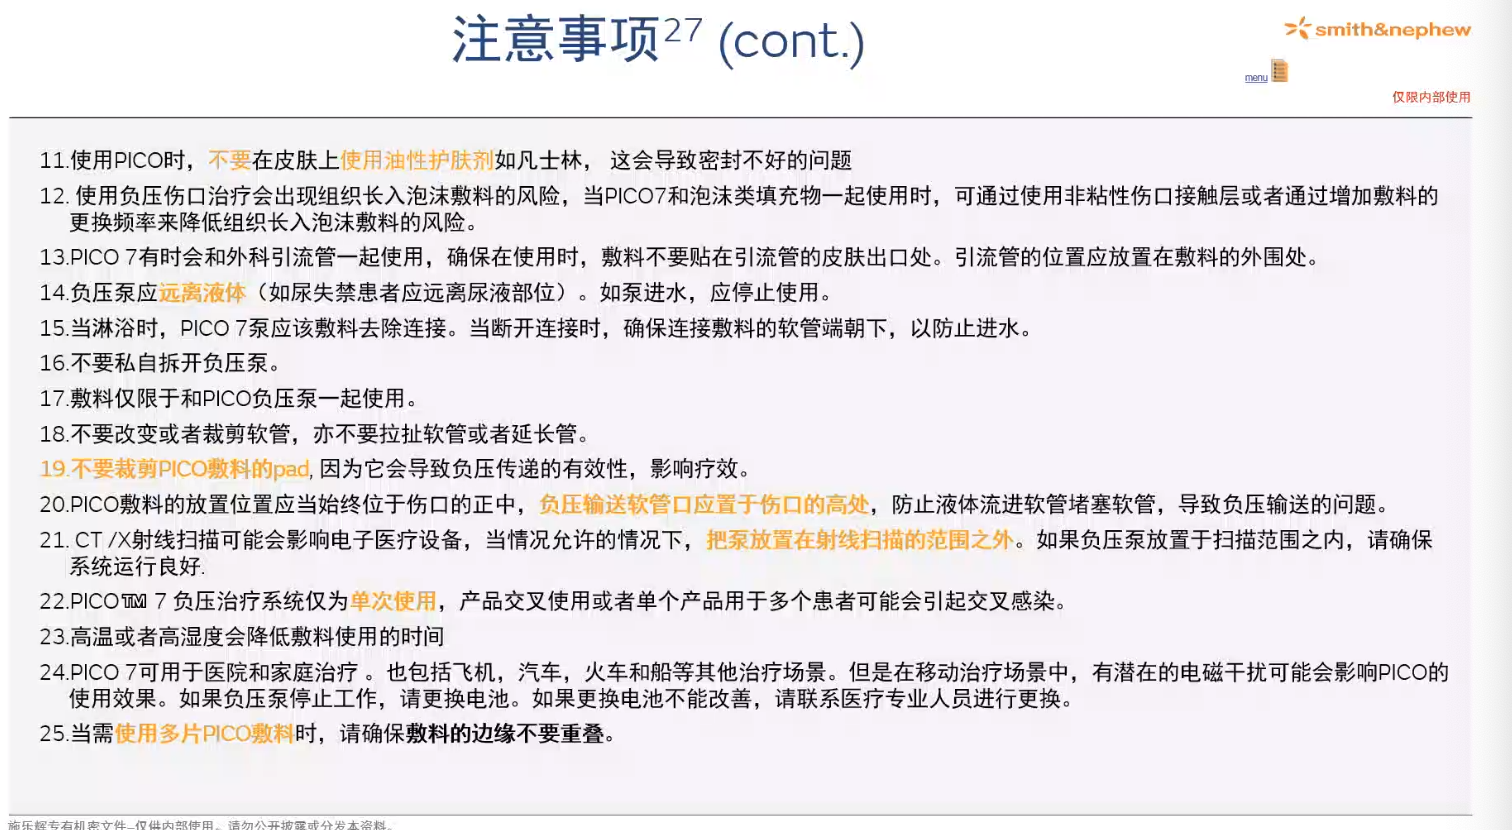 注意事项27 (cont.)
smith&nephew
menu
仅限内部使用
11.使用PICO时，不要在皮肤上使用油性护肤剂如凡士林， 这会导致密封不好的问题
12. 使用负压伤口治疗会出现组织长入泡沫敷料的风险，当PICO7和泡沫类填充物一起使用时，可通过使用非粘性伤口接触层或者通过增加敷料的
更换频率来降低组织长入泡沫敷料的风险。
13.PICO 7有时会和外科引流管一起使用，确保在使用时，敷料不要贴在引流管的皮肤出口处。引流管的位置应放置在敷料的外围处。
14.负压泵应远离液体（如尿失禁患者应远离尿液部位）。如泵进水，应停止使用。
15.当淋浴时，PICO 7泵应该敷料去除连接。当断开连接时，确保连接敷料的软管端朝下，以防止进水。
16.不要私自拆开负压泵。
17.敷料仅限于和PICO负压泵一起使用。
18.不要改变或者裁剪软管，亦不要拉扯软管或者延长管。
19.不要裁剪PICO敷料的pad, 因为它会导致负压传递的有效性，影响疗效。
20.PICO敷料的放置位置应当始终位于伤口的正中，负压输送软管口应置于伤口的高处，防止液体流进软管堵塞软管，导致负压输送的问题。
21. CT /X射线扫描可能会影响电子医疗设备，当情况允许的情况下，把泵放置在射线扫描的范围之外。如果负压泵放置于扫描范围之内，请确保
系统运行良好.
22.PICO™ 7 负压治疗系统仅为单次使用，产品交叉使用或者单个产品用于多个患者可能会引起交叉感染。
23.高温或者高湿度会降低敷料使用的时间
24.PICO 7可用于医院和家庭治疗 。也包括飞机，汽车，火车和船等其他治疗场景。但是在移动治疗场景中，有潜在的电磁干扰可能会影响PICO的
使用效果。如果负压泵停止工作，请更换电池。如果更换电池不能改善，请联系医疗专业人员进行更换。
25.当需使用多片PICO敷料时，请确保敷料的边缘不要重叠。
施乐辉专有机密文件–仅供内部使用。请勿公开披露或分发本资料。